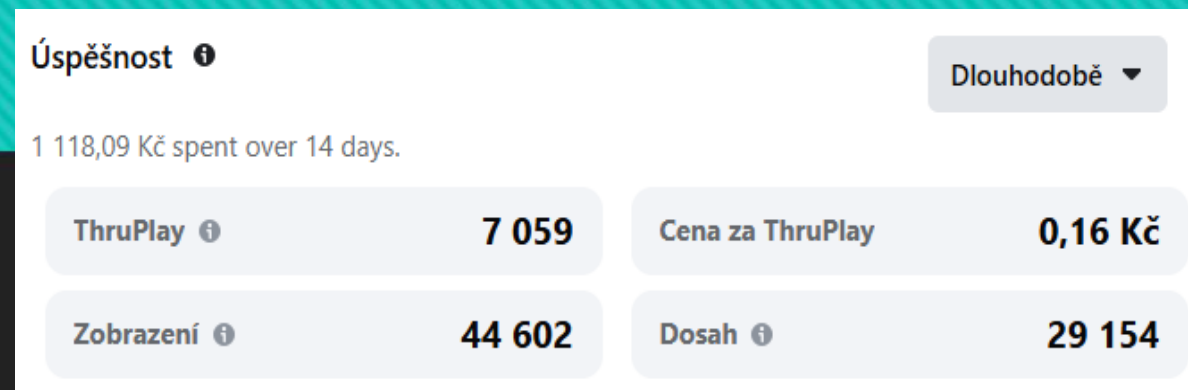 Úspěšnost
Dlouhodobě
1 118,09 Kč spent over 14 days.
ThruPlay 7 059
Cena za ThruPlay 0,16 Kč
Zobrazení 44 602
Dosah 29 154